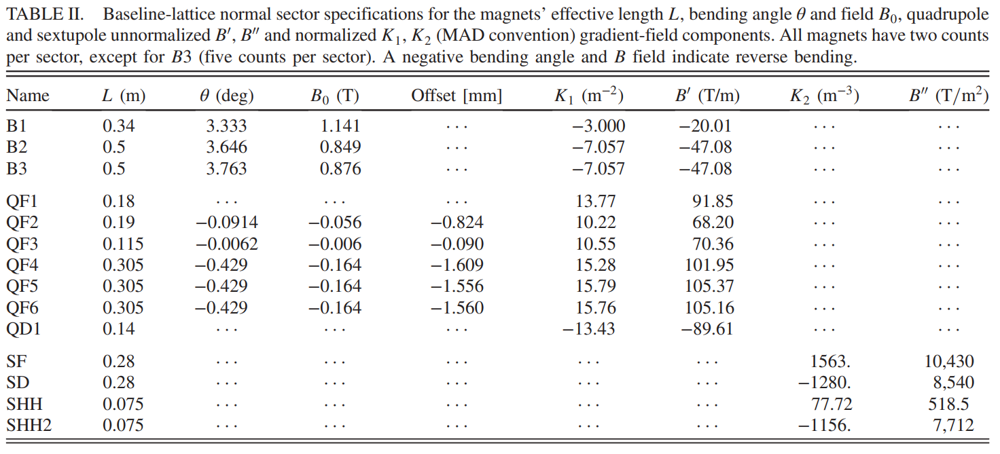 TABLE II. Baseline-lattice normal sector specifications for the magnets' effective length L, bending angle θ and field B₀, quadrupole
and sextupole unnormalized B′, B″ and normalized K₁, K₂ (MAD convention) gradient-field components. All magnets have two counts
per sector, except for B3 (five counts per sector). A negative bending angle and B field indicate reverse bending.
Name L (m) θ (deg) B₀ (T) Offset [mm] K₁ (m⁻²) B′ (T/m) K₂ (m⁻³) B″ (T/m²)
B1 0.34 3.333 1.141 ⋯ −3.000 −20.01 ⋯ ⋯
B2 0.5 3.646 0.849 ⋯ −7.057 −47.08 ⋯ ⋯
B3 0.5 3.763 0.876 ⋯ −7.057 −47.08 ⋯ ⋯
QF1 0.18 ⋯ ⋯ ⋯ 13.77 91.85 ⋯ ⋯
QF2 0.19 −0.0914 −0.056 −0.824 10.22 68.20 ⋯ ⋯
QF3 0.115 −0.0062 −0.006 −0.090 10.55 70.36 ⋯ ⋯
QF4 0.305 −0.429 −0.164 −1.609 15.28 101.95 ⋯ ⋯
QF5 0.305 −0.429 −0.164 −1.556 15.79 105.37 ⋯ ⋯
QF6 0.305 −0.429 −0.164 −1.560 15.76 105.16 ⋯ ⋯
QD1 0.14 ⋯ ⋯ ⋯ −13.43 −89.61 ⋯ ⋯
SF 0.28 ⋯ ⋯ ⋯ ⋯ ⋯ 1563. 10,430
SD 0.28 ⋯ ⋯ ⋯ ⋯ ⋯ −1280. 8,540
SHH 0.075 ⋯ ⋯ ⋯ ⋯ ⋯ 77.72 518.5
SHH2 0.075 ⋯ ⋯ ⋯ ⋯ ⋯ −1156. 7,712